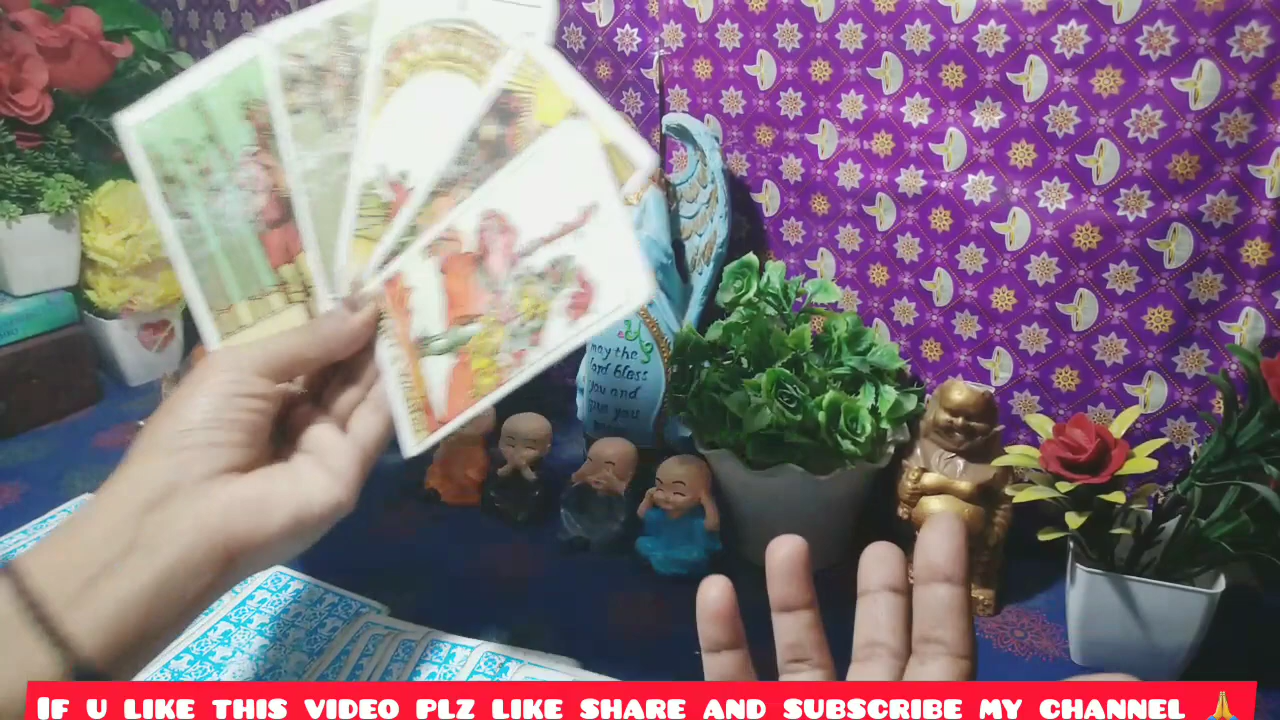 may the
lord bless
you and
give you
IF U LIKE THIS VIDEO PLZ LIKE SHARE AND SUBSCRIBE MY CHANNEL 🙏